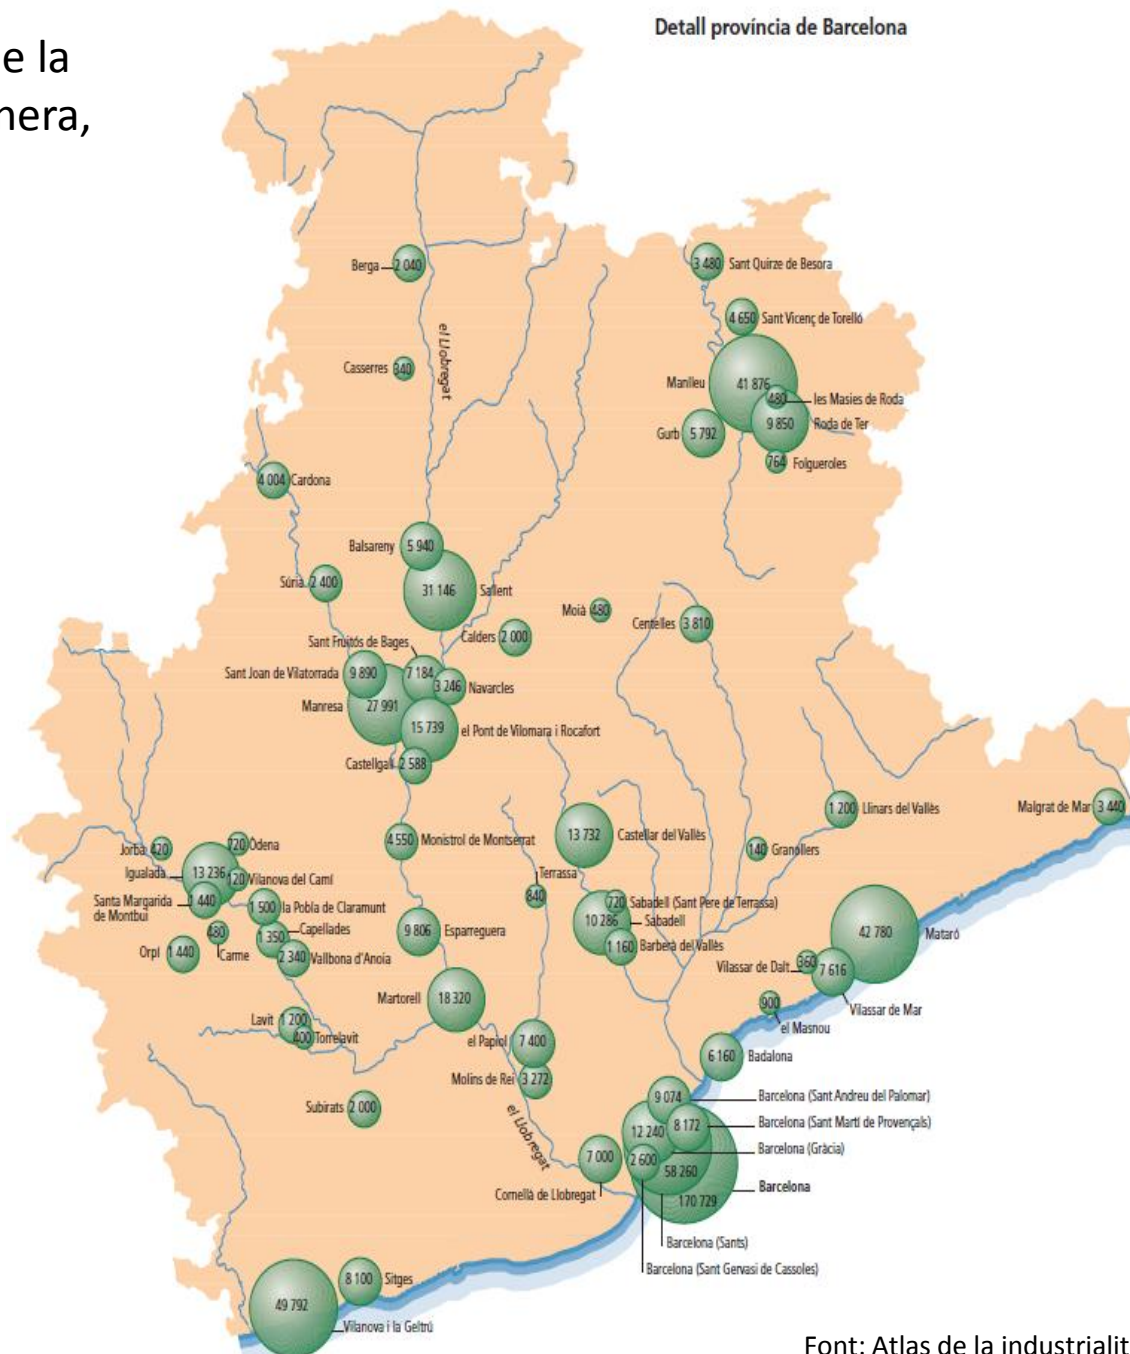 Detall província de Barcelona
e la
nera,
Berga 2 040
3 480 Sant Quirze de Besora
4 650 Sant Vicenç de Torelló
el Llobregat
Casserres 340
Manlleu 41 876
480 les Masies de Roda
9 850 Roda de Ter
Gurb 5 792
764 Folgueroles
4 004 Cardona
Balsareny 5 940
Súria 2 400
31 146 Sallent
Moià 480
Centelles 3 810
Calders 2 000
Sant Fruitós de Bages 7 184
Sant Joan de Vilatorrada 9 890
3 246 Navarcles
Manresa 27 991
15 739 el Pont de Vilomara i Rocafort
Castellgalí 2 588
1 200 Llinars del Vallès
Malgrat de Mar 3 440
4 550 Monistrol de Montserrat
13 732 Castellar del Vallès
Jorba 420
720 Òdena
140 Granollers
Igualada 13 236
120 Vilanova del Camí
Terrassa
840
Santa Margarida
de Montbui
1 440
1 500 la Pobla de Claramunt
720 Sabadell (Sant Pere de Terrassa)
10 286 Sabadell
480
Carme
1 350 Capellades
9 806 Esparreguera
1 160 Barberà del Vallès
42 780 Mataró
Orpí 1 440
2 340 Vallbona d'Anoia
Vilassar de Dalt 360
7 616
Vilassar de Mar
Martorell 18 320
900
el Masnou
Lavit 1 200
400 Torrelavit
el Papiol 7 400
6 160 Badalona
Molins de Rei 3 272
9 074 Barcelona (Sant Andreu del Palomar)
Subirats 2 000
el Llobregat
8 172 Barcelona (Sant Martí de Provençals)
12 240 Barcelona (Gràcia)
7 000
Cornellà de Llobregat
2 600
58 260
170 729 Barcelona
Barcelona (Sants)
Barcelona (Sant Gervasi de Cassoles)
8 100 Sitges
49 792
Vilanova i la Geltrú
Font: Atlas de la industrialit